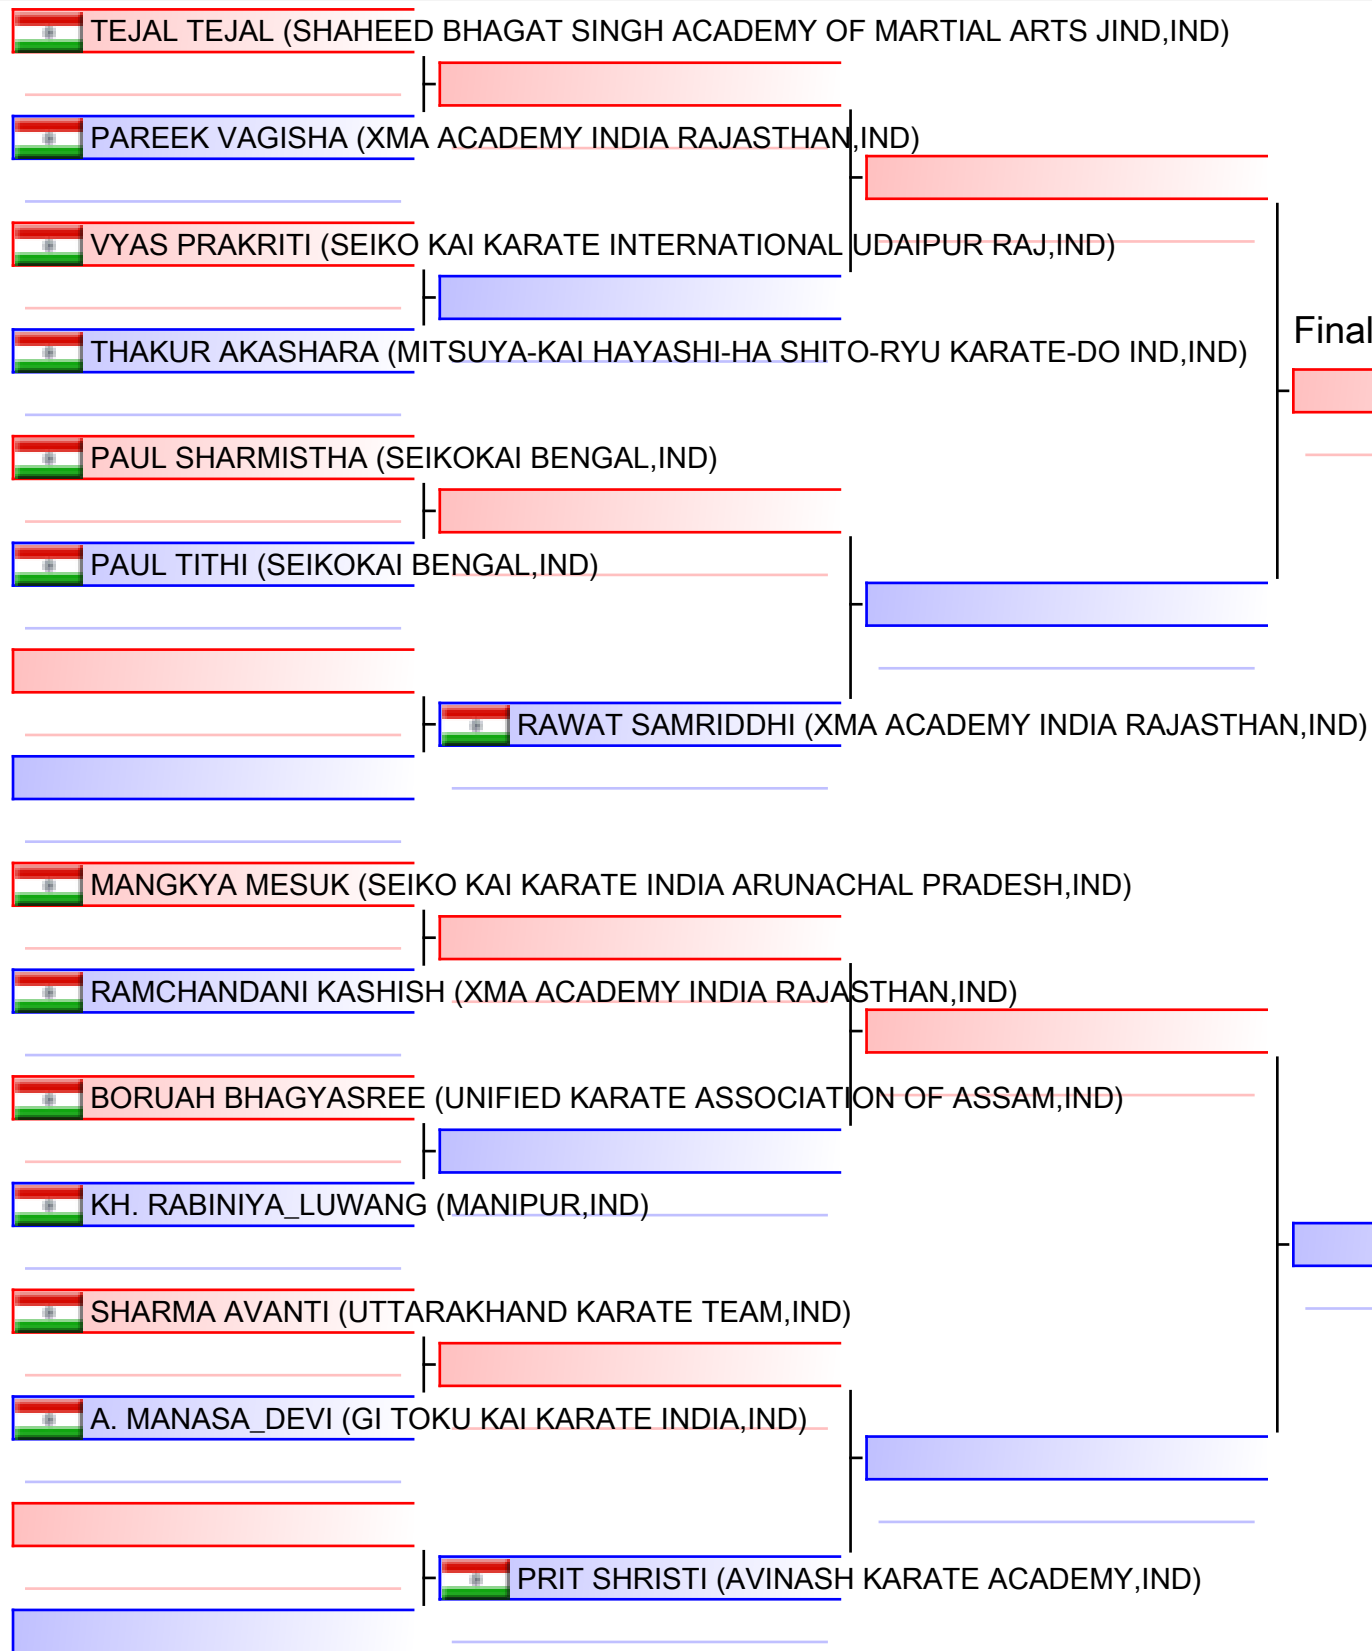 TEJAL TEJAL (SHAHEED BHAGAT SINGH ACADEMY OF MARTIAL ARTS JIND,IND)
PAREEK VAGISHA (XMA ACADEMY INDIA RAJASTHAN,IND)
VYAS PRAKRITI (SEIKO KAI KARATE INTERNATIONAL UDAIPUR RAJ,IND)
Final
THAKUR AKASHARA (MITSUYA-KAI HAYASHI-HA SHITO-RYU KARATE-DO IND,IND)
PAUL SHARMISTHA (SEIKOKAI BENGAL,IND)
PAUL TITHI (SEIKOKAI BENGAL,IND)
RAWAT SAMRIDDHI (XMA ACADEMY INDIA RAJASTHAN,IND)
MANGKYA MESUK (SEIKO KAI KARATE INDIA ARUNACHAL PRADESH,IND)
RAMCHANDANI KASHISH (XMA ACADEMY INDIA RAJASTHAN,IND)
BORUAH BHAGYASREE (UNIFIED KARATE ASSOCIATION OF ASSAM,IND)
KH. RABINIYA_LUWANG (MANIPUR,IND)
SHARMA AVANTI (UTTARAKHAND KARATE TEAM,IND)
A. MANASA_DEVI (GI TOKU KAI KARATE INDIA,IND)
PRIT SHRISTI (AVINASH KARATE ACADEMY,IND)